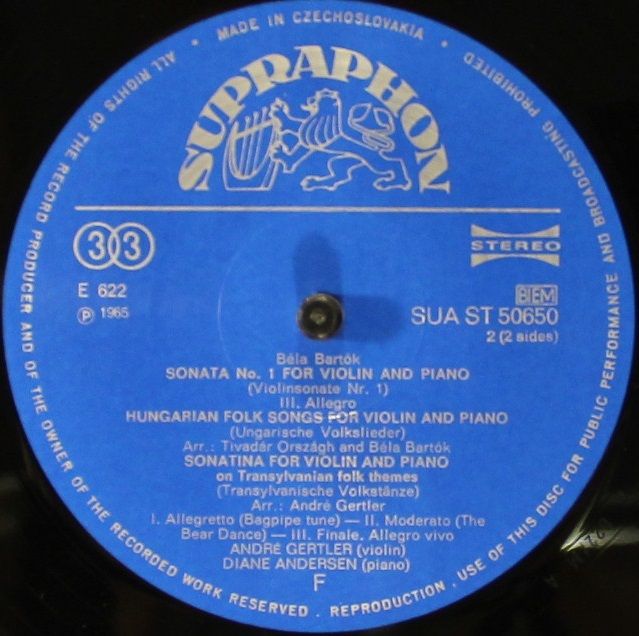 ALL RIGHTS OF THE RECORD PRODUCER AND OF THE OWNER OF THE RECORDED WORK RESERVED . REPRODUCTION, USE OF THIS DISC FOR PUBLIC PERFORMANCE AND BROADCASTING PROHIBITED
• MADE IN CZECHOSLOVAKIA •
SUPRAPHON
33
STEREO
E 622
BIEM
℗ 1965
SUA ST 50650
2 (2 sides)
Béla Bartók
SONATA No. 1 FOR VIOLIN AND PIANO
(Violinsonate Nr. 1)
III. Allegro
HUNGARIAN FOLK SONGS FOR VIOLIN AND PIANO
(Ungarische Volkslieder)
Arr.: Tivadár Országh and Béla Bartók
SONATINA FOR VIOLIN AND PIANO
on Transylvanian folk themes
(Transylvanische Volkstänze)
Arr.: André Gertler
I. Allegretto (Bagpipe tune) — II. Moderato (The
Bear Dance) — III. Finale. Allegro vivo
ANDRÉ GERTLER (violin)
DIANE ANDERSEN (piano)
F